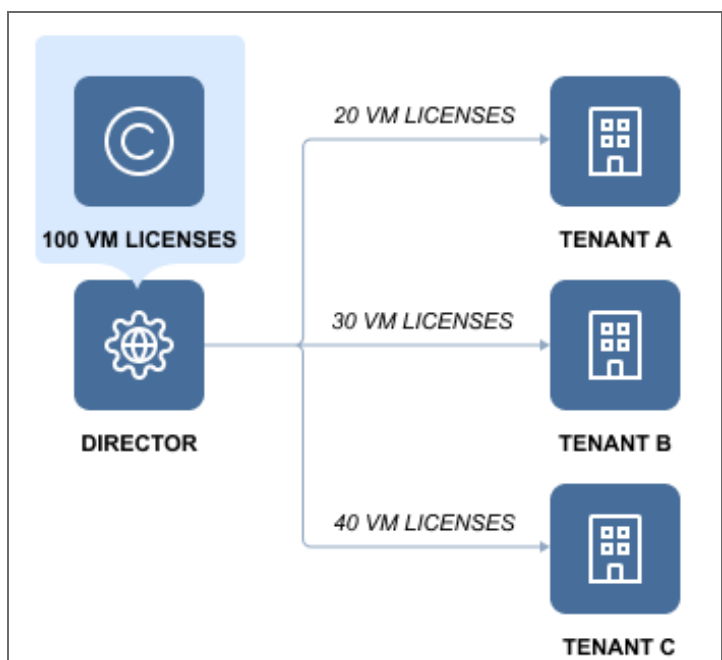 20 VM LICENSES
100 VM LICENSES
TENANT A
30 VM LICENSES
DIRECTOR
TENANT B
40 VM LICENSES
TENANT C